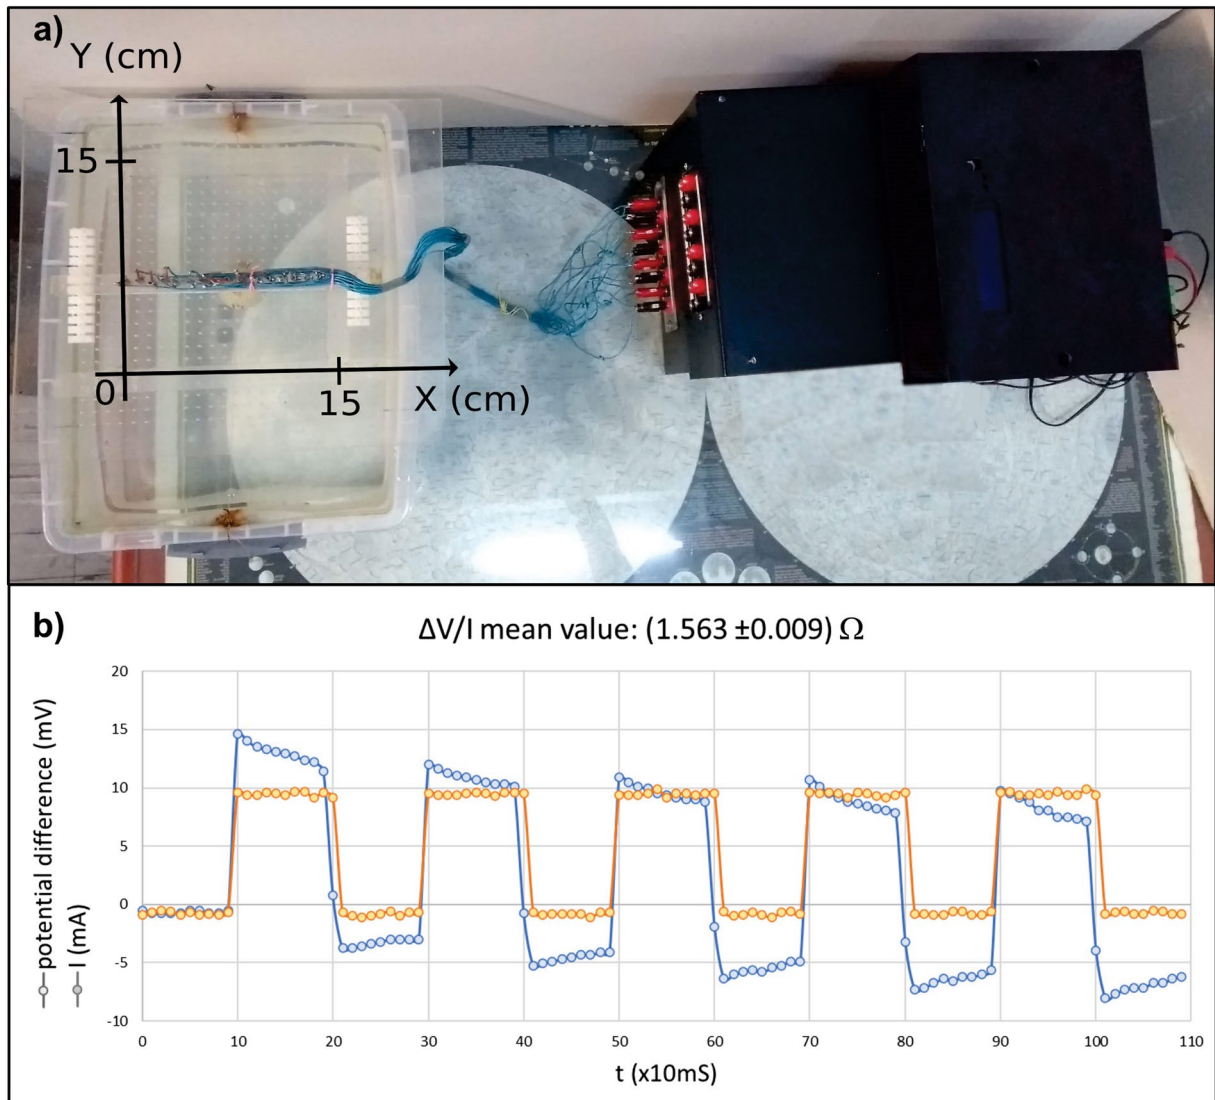 a)
Y (cm)
15
0
15
X (cm)
b)
ΔV/I mean value: (1.563 ±0.009) Ω
potential difference (mV)
I (mA)
20
15
10
5
0
-5
-10
0 10 20 30 40 50 60 70 80 90 100 110
t (x10mS)